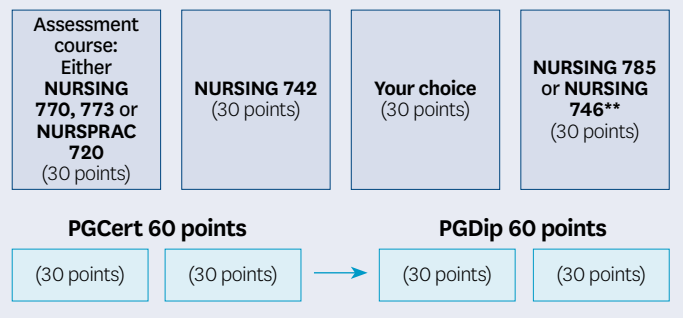 Assessment
course:
Either
NURSING
770, 773 or
NURSPRAC
720
(30 points)
NURSING 742
(30 points)
Your choice
(30 points)
NURSING 785
or NURSING
746**
(30 points)
PGCert 60 points
PGDip 60 points
(30 points)
(30 points)
(30 points)
(30 points)